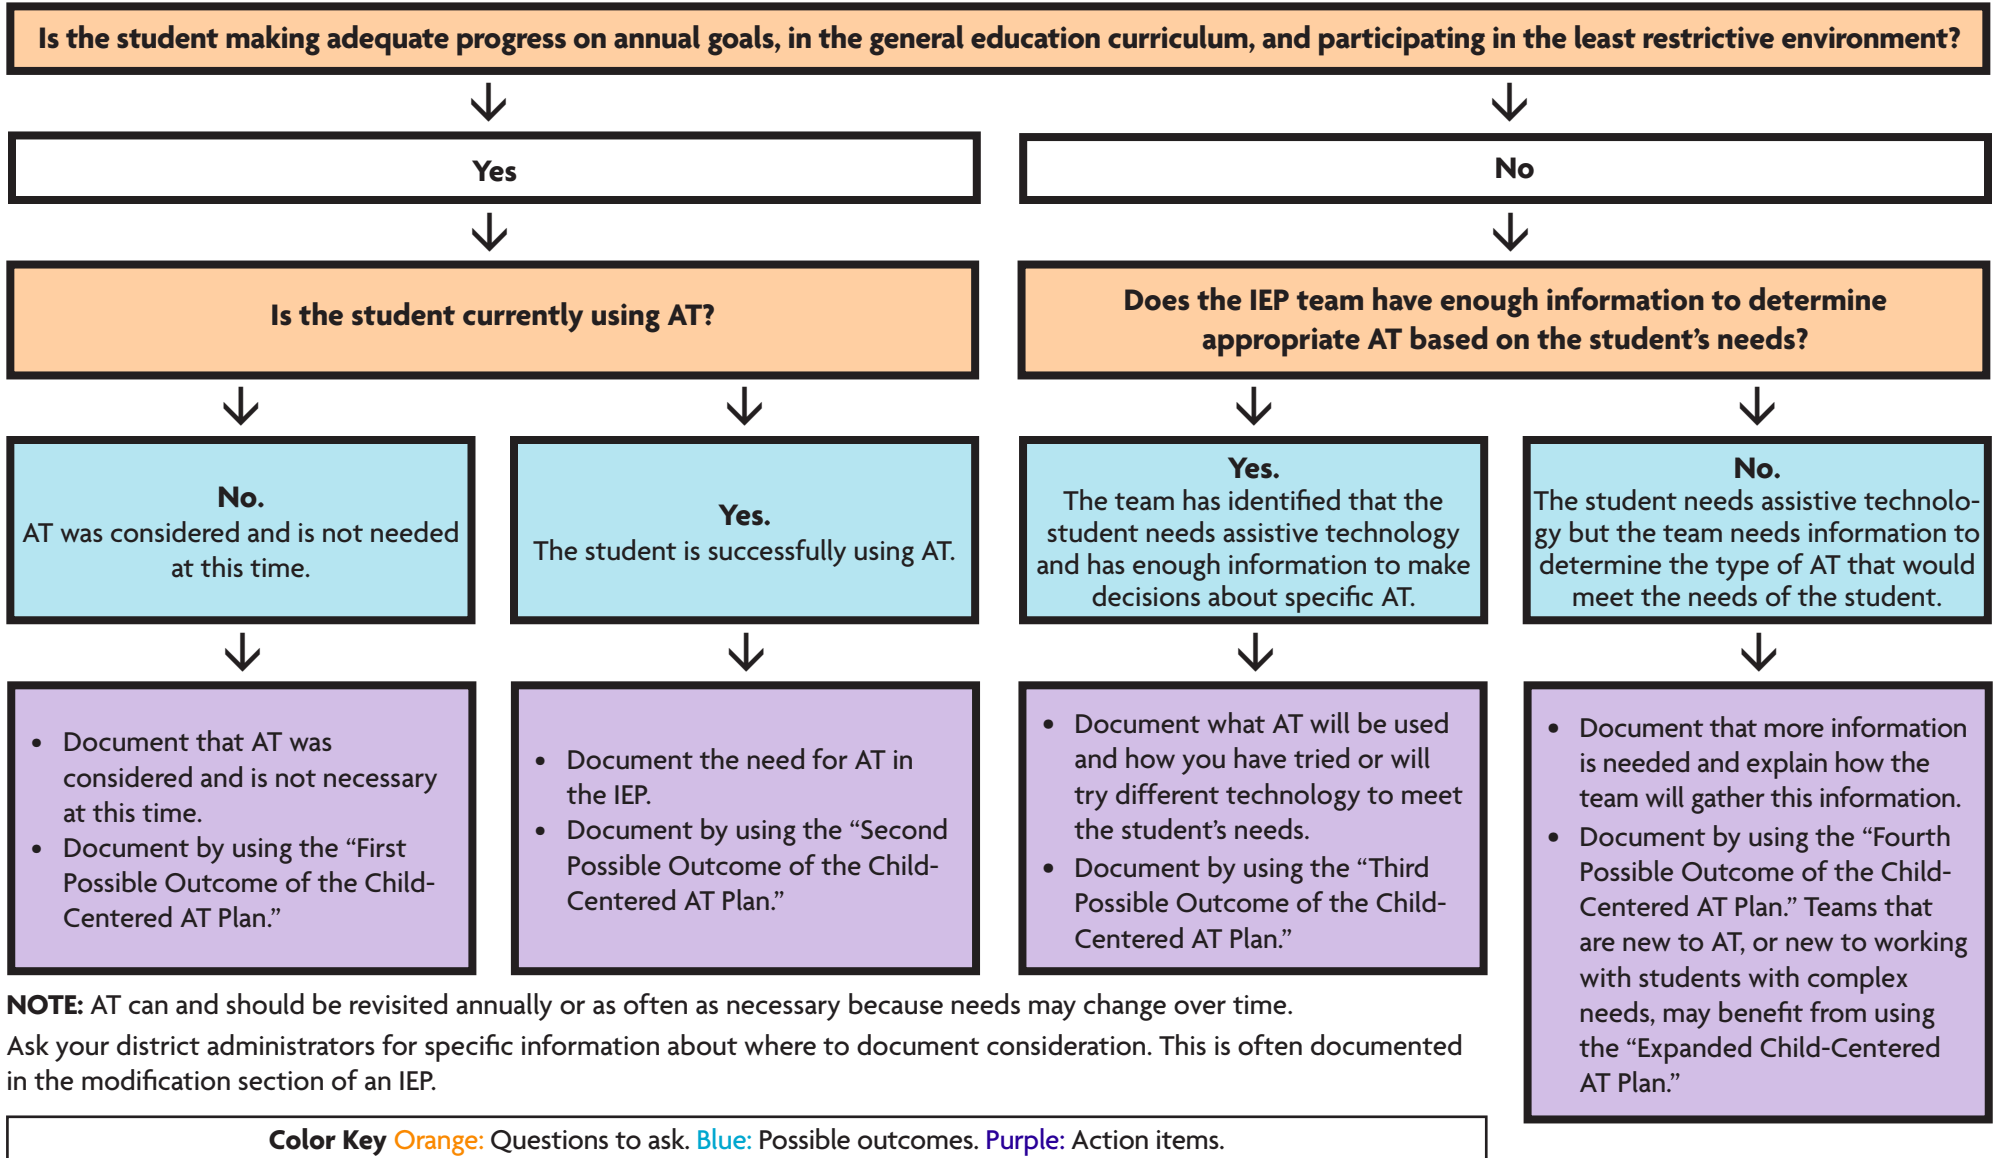 Is the student making adequate progress on annual goals, in the general education curriculum, and participating in the least restrictive environment?
Yes
No
Is the student currently using AT?
Does the IEP team have enough information to determine
appropriate AT based on the student’s needs?
No.
AT was considered and is not needed
at this time.
Yes.
The student is successfully using AT.
Yes.
The team has identified that the
student needs assistive technology
and has enough information to make
decisions about specific AT.
No.
The student needs assistive technolo-
gy but the team needs information to
determine the type of AT that would
meet the needs of the student.
• Document that AT was
considered and is not necessary
at this time.
• Document by using the “First
Possible Outcome of the Child-
Centered AT Plan.”
• Document the need for AT in
the IEP.
• Document by using the “Second
Possible Outcome of the Child-
Centered AT Plan.”
• Document what AT will be used
and how you have tried or will
try different technology to meet
the student’s needs.
• Document by using the “Third
Possible Outcome of the Child-
Centered AT Plan.”
• Document that more information
is needed and explain how the
team will gather this information.
• Document by using the “Fourth
Possible Outcome of the Child-
Centered AT Plan.” Teams that
are new to AT, or new to working
with students with complex
needs, may benefit from using
the “Expanded Child-Centered
AT Plan.”
NOTE: AT can and should be revisited annually or as often as necessary because needs may change over time.
Ask your district administrators for specific information about where to document consideration. This is often documented
in the modification section of an IEP.
Color Key Orange: Questions to ask. Blue: Possible outcomes. Purple: Action items.